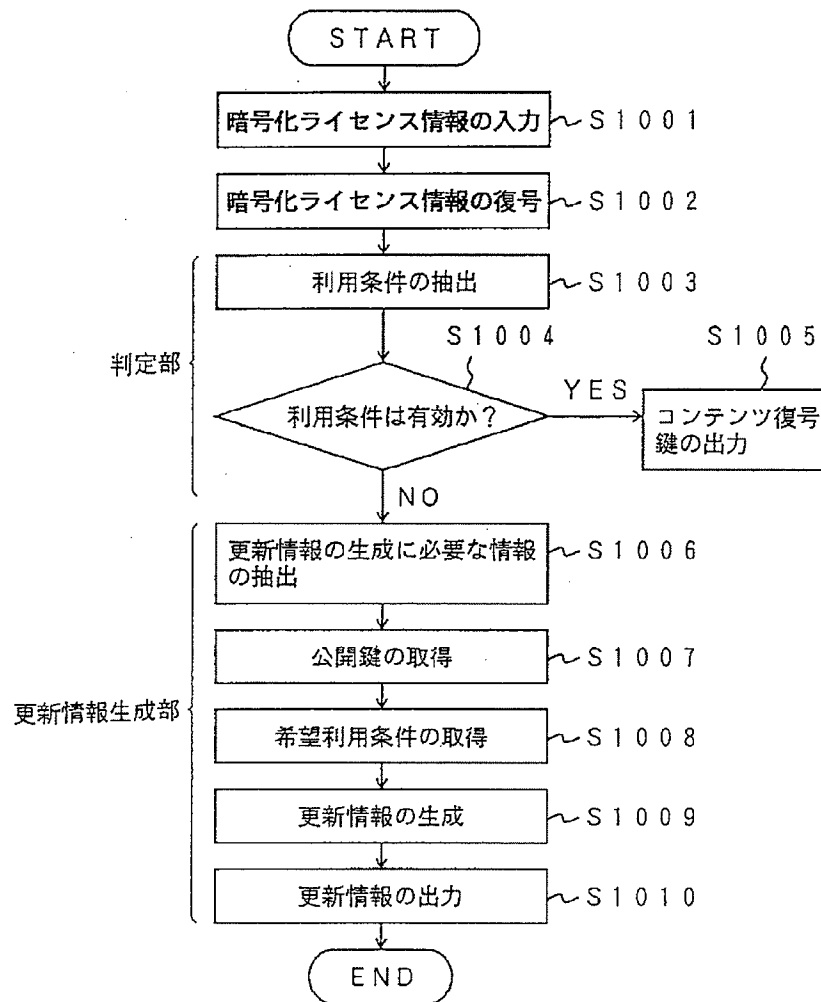 START
暗号化ライセンス情報の入力
S1001
暗号化ライセンス情報の復号
S1002
利用条件の抽出
S1003
判定部
S1004
利用条件は有効か？
YES
S1005
コンテンツ復号
鍵の出力
NO
更新情報の生成に必要な情報
の抽出
S1006
公開鍵の取得
S1007
更新情報生成部
希望利用条件の取得
S1008
更新情報の生成
S1009
更新情報の出力
S1010
END